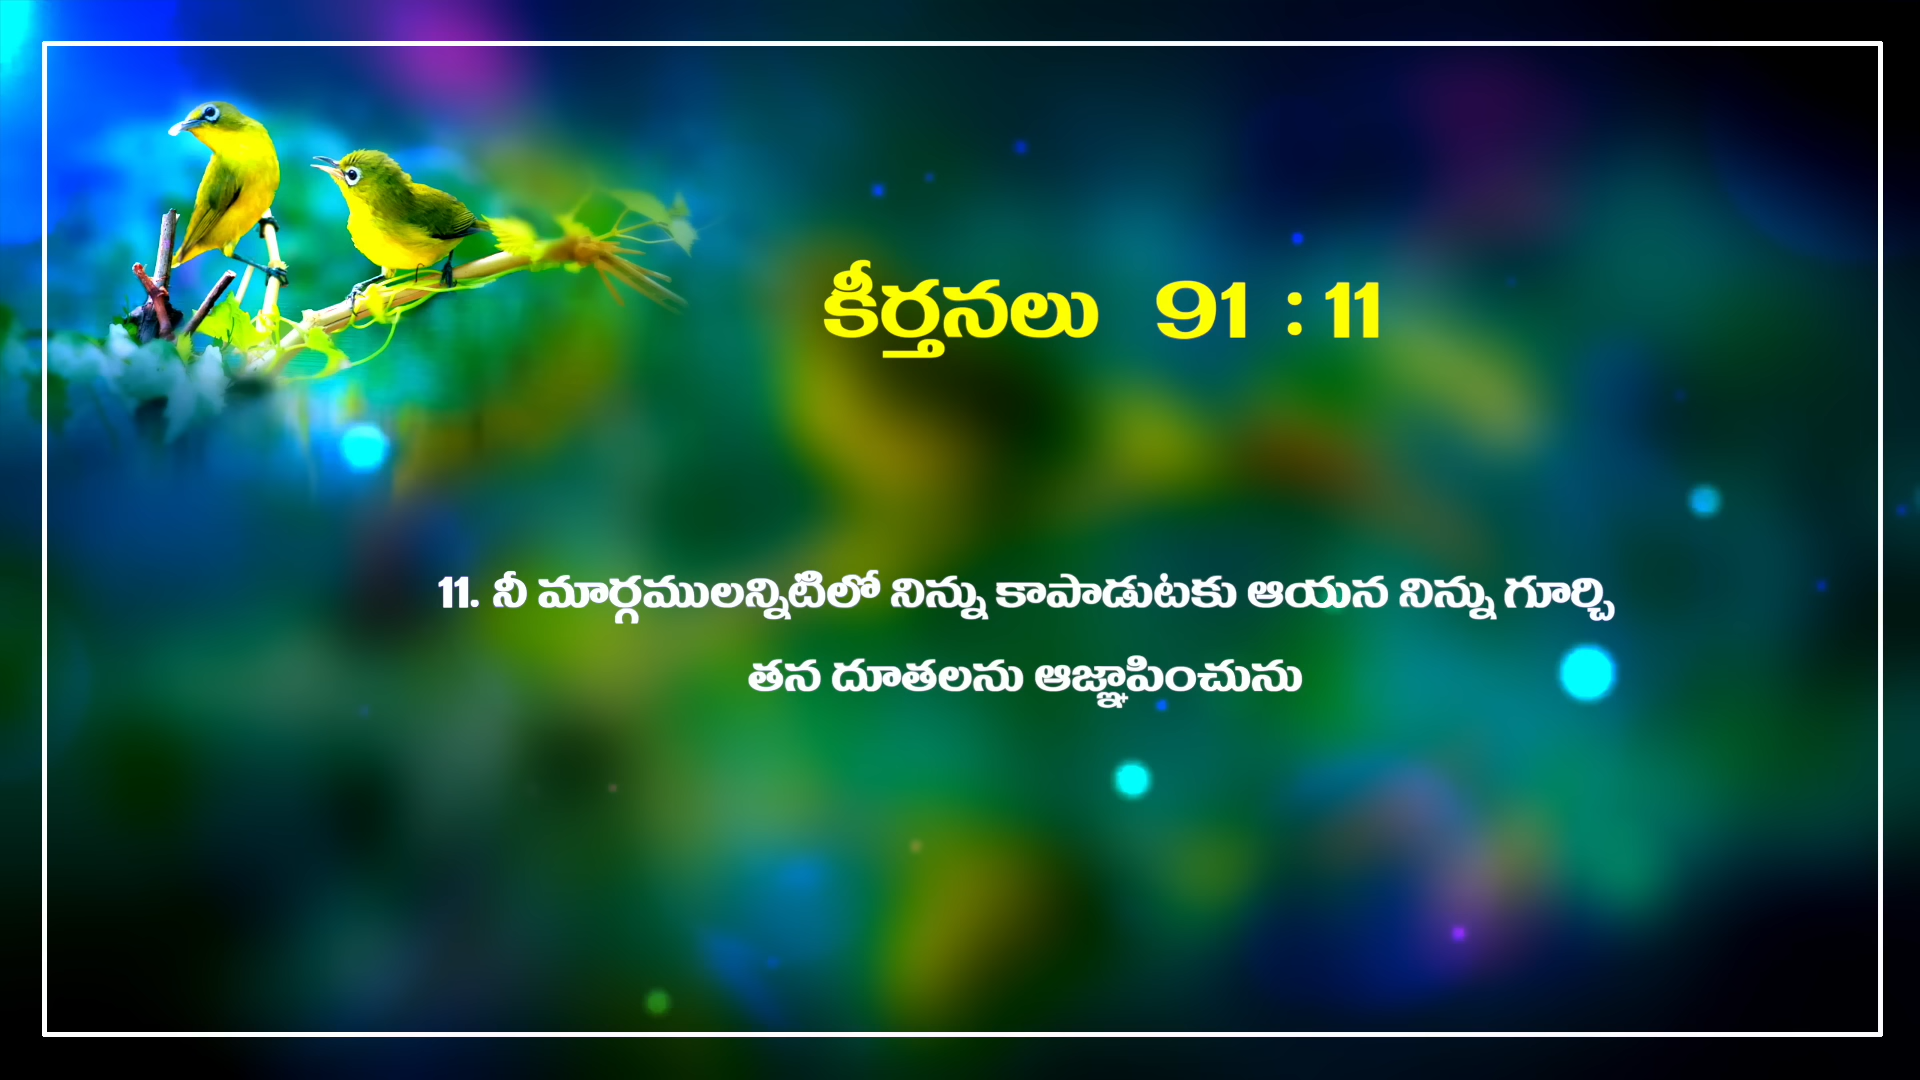 కీర్తనలు 91 : 11
11. నీ మార్గములన్నిటిలో నిన్ను కాపాడుటకు ఆయన నిన్ను గూర్చి
తన దూతలను ఆజ్ఞాపించును